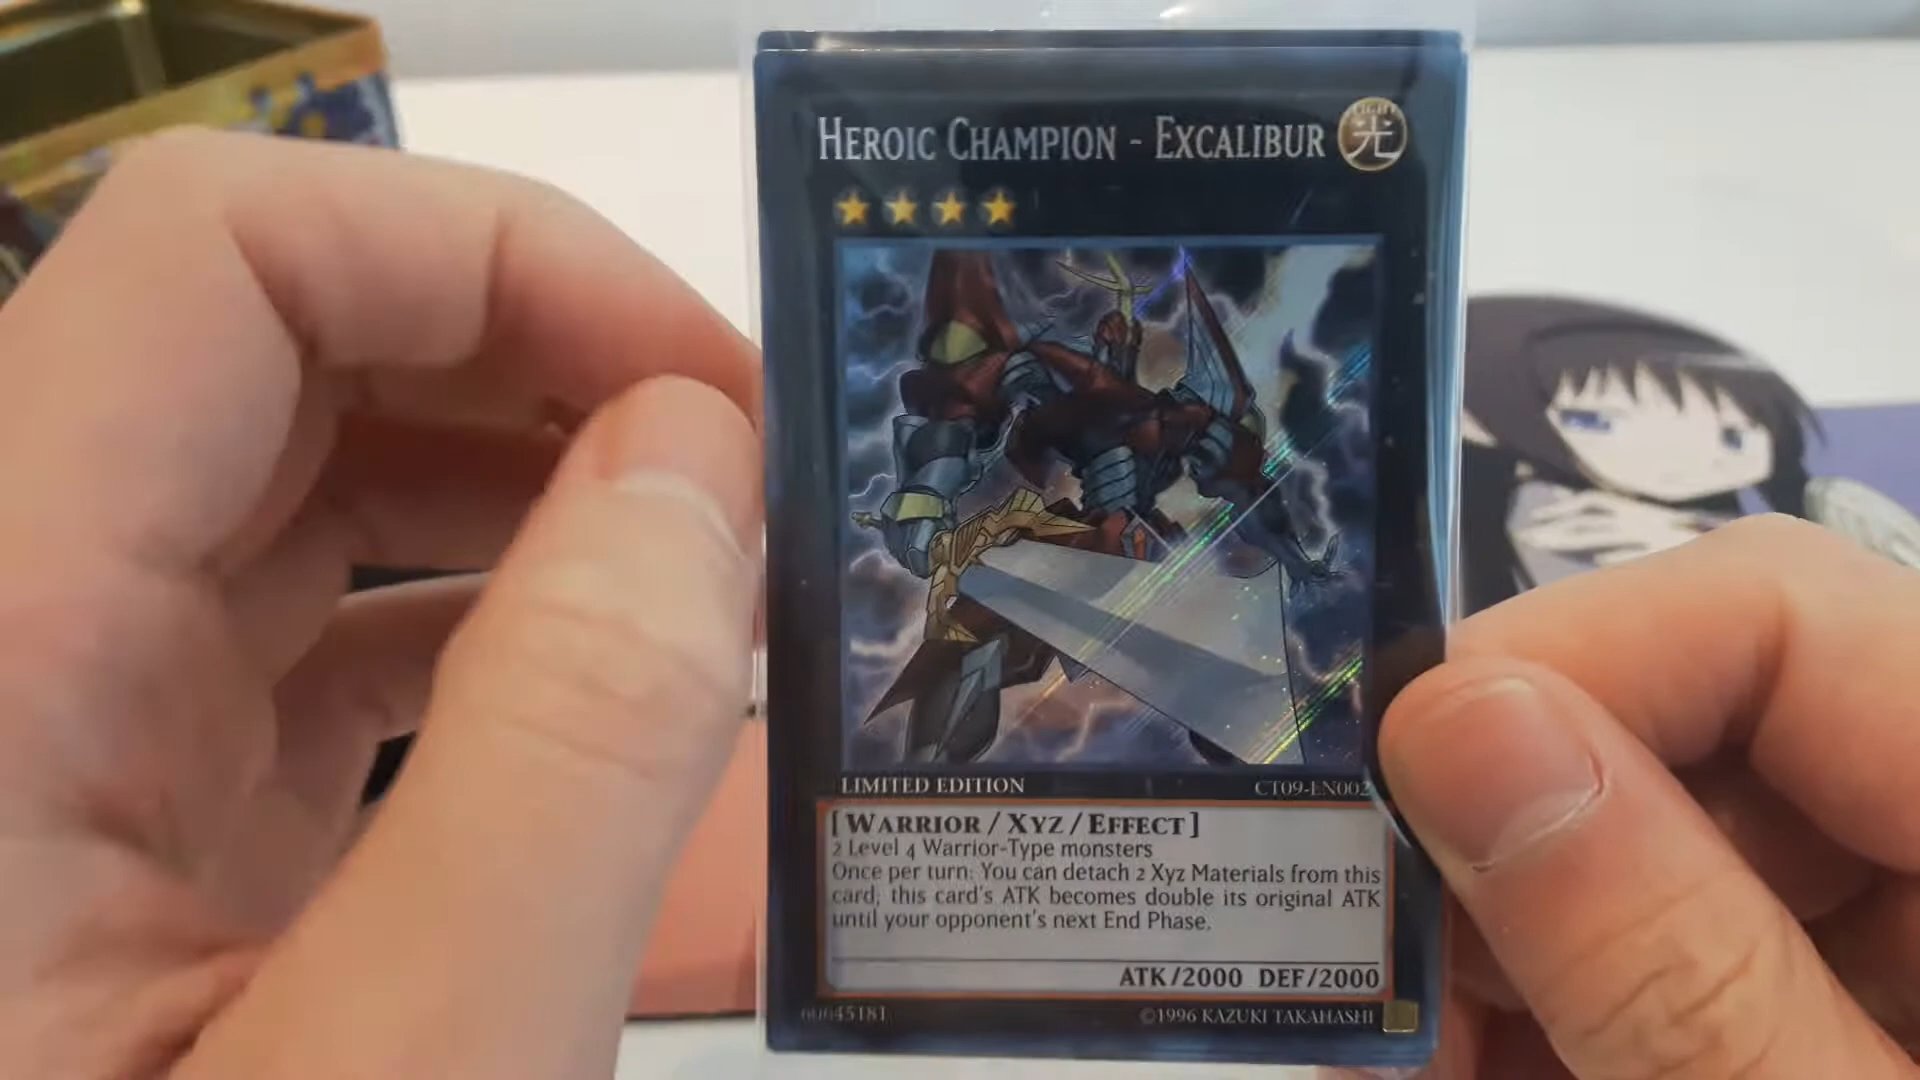 HEROIC CHAMPION - EXCALIBUR
LIGHT
光
LIMITED EDITION
CT09-EN002
[WARRIOR/XYZ/EFFECT]
2 Level 4 Warrior-Type monsters
Once per turn: You can detach 2 Xyz Materials from this
card; this card's ATK becomes double its original ATK
until your opponent's next End Phase.
ATK/2000 DEF/2000
60645181
©1996 KAZUKI TAKAHASHI